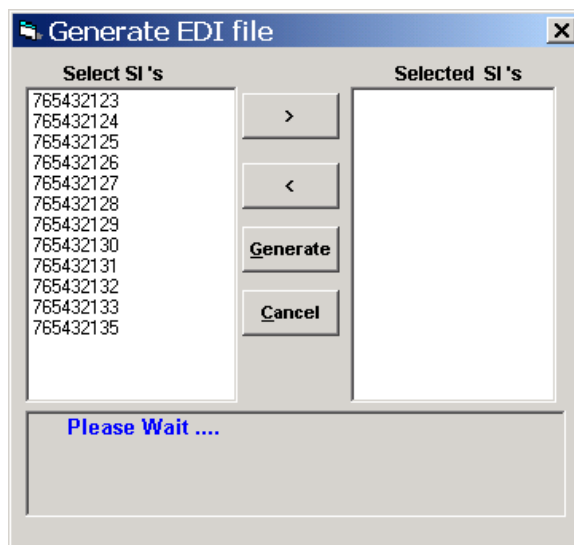 Generate EDI file
Select SI 's
Selected SI 's
765432123
765432124
765432125
765432126
765432127
765432128
765432129
765432130
765432131
765432132
765432133
765432135
>
<
Generate
Cancel
Please Wait ....